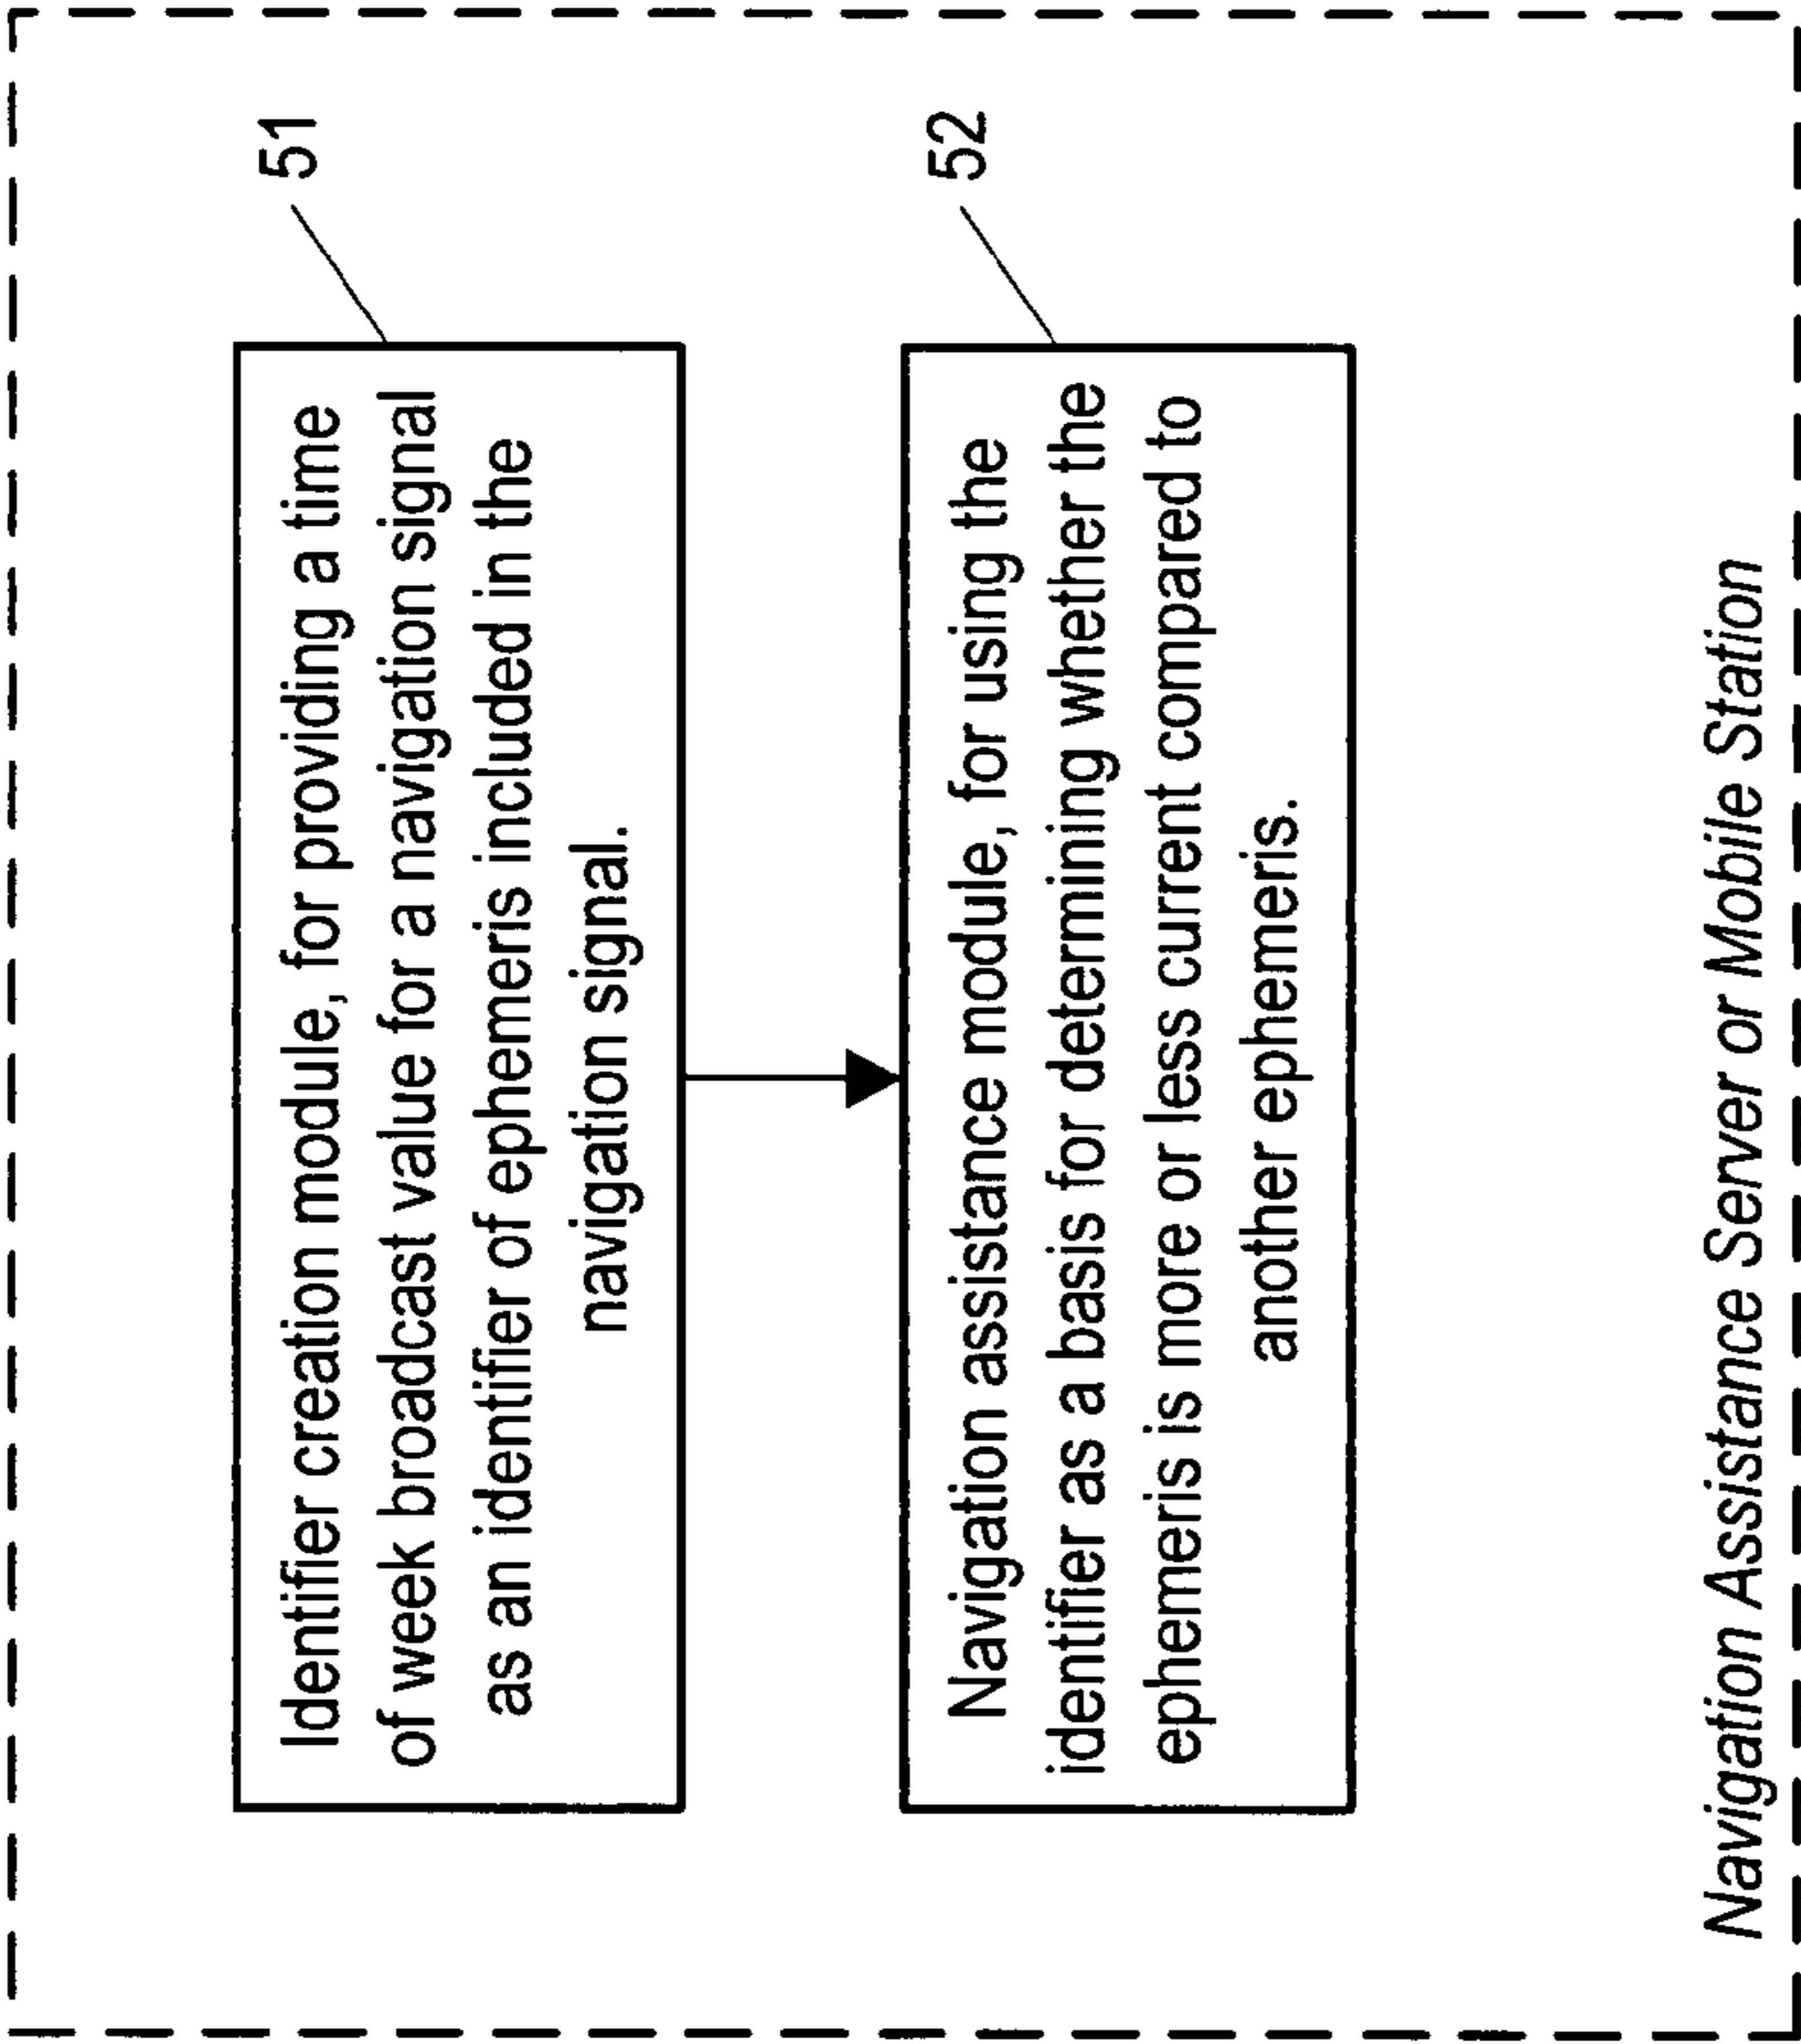 Identifier creation module, for providing a time
of week broadcast value for a navigation signal
as an identifier of ephemeris included in the
navigation signal.
51
Navigation assistance module, for using the
identifier as a basis for determining whether the
ephemeris is more or less current compared to
another ephemeris.
52
Navigation Assistance Server or Mobile Station